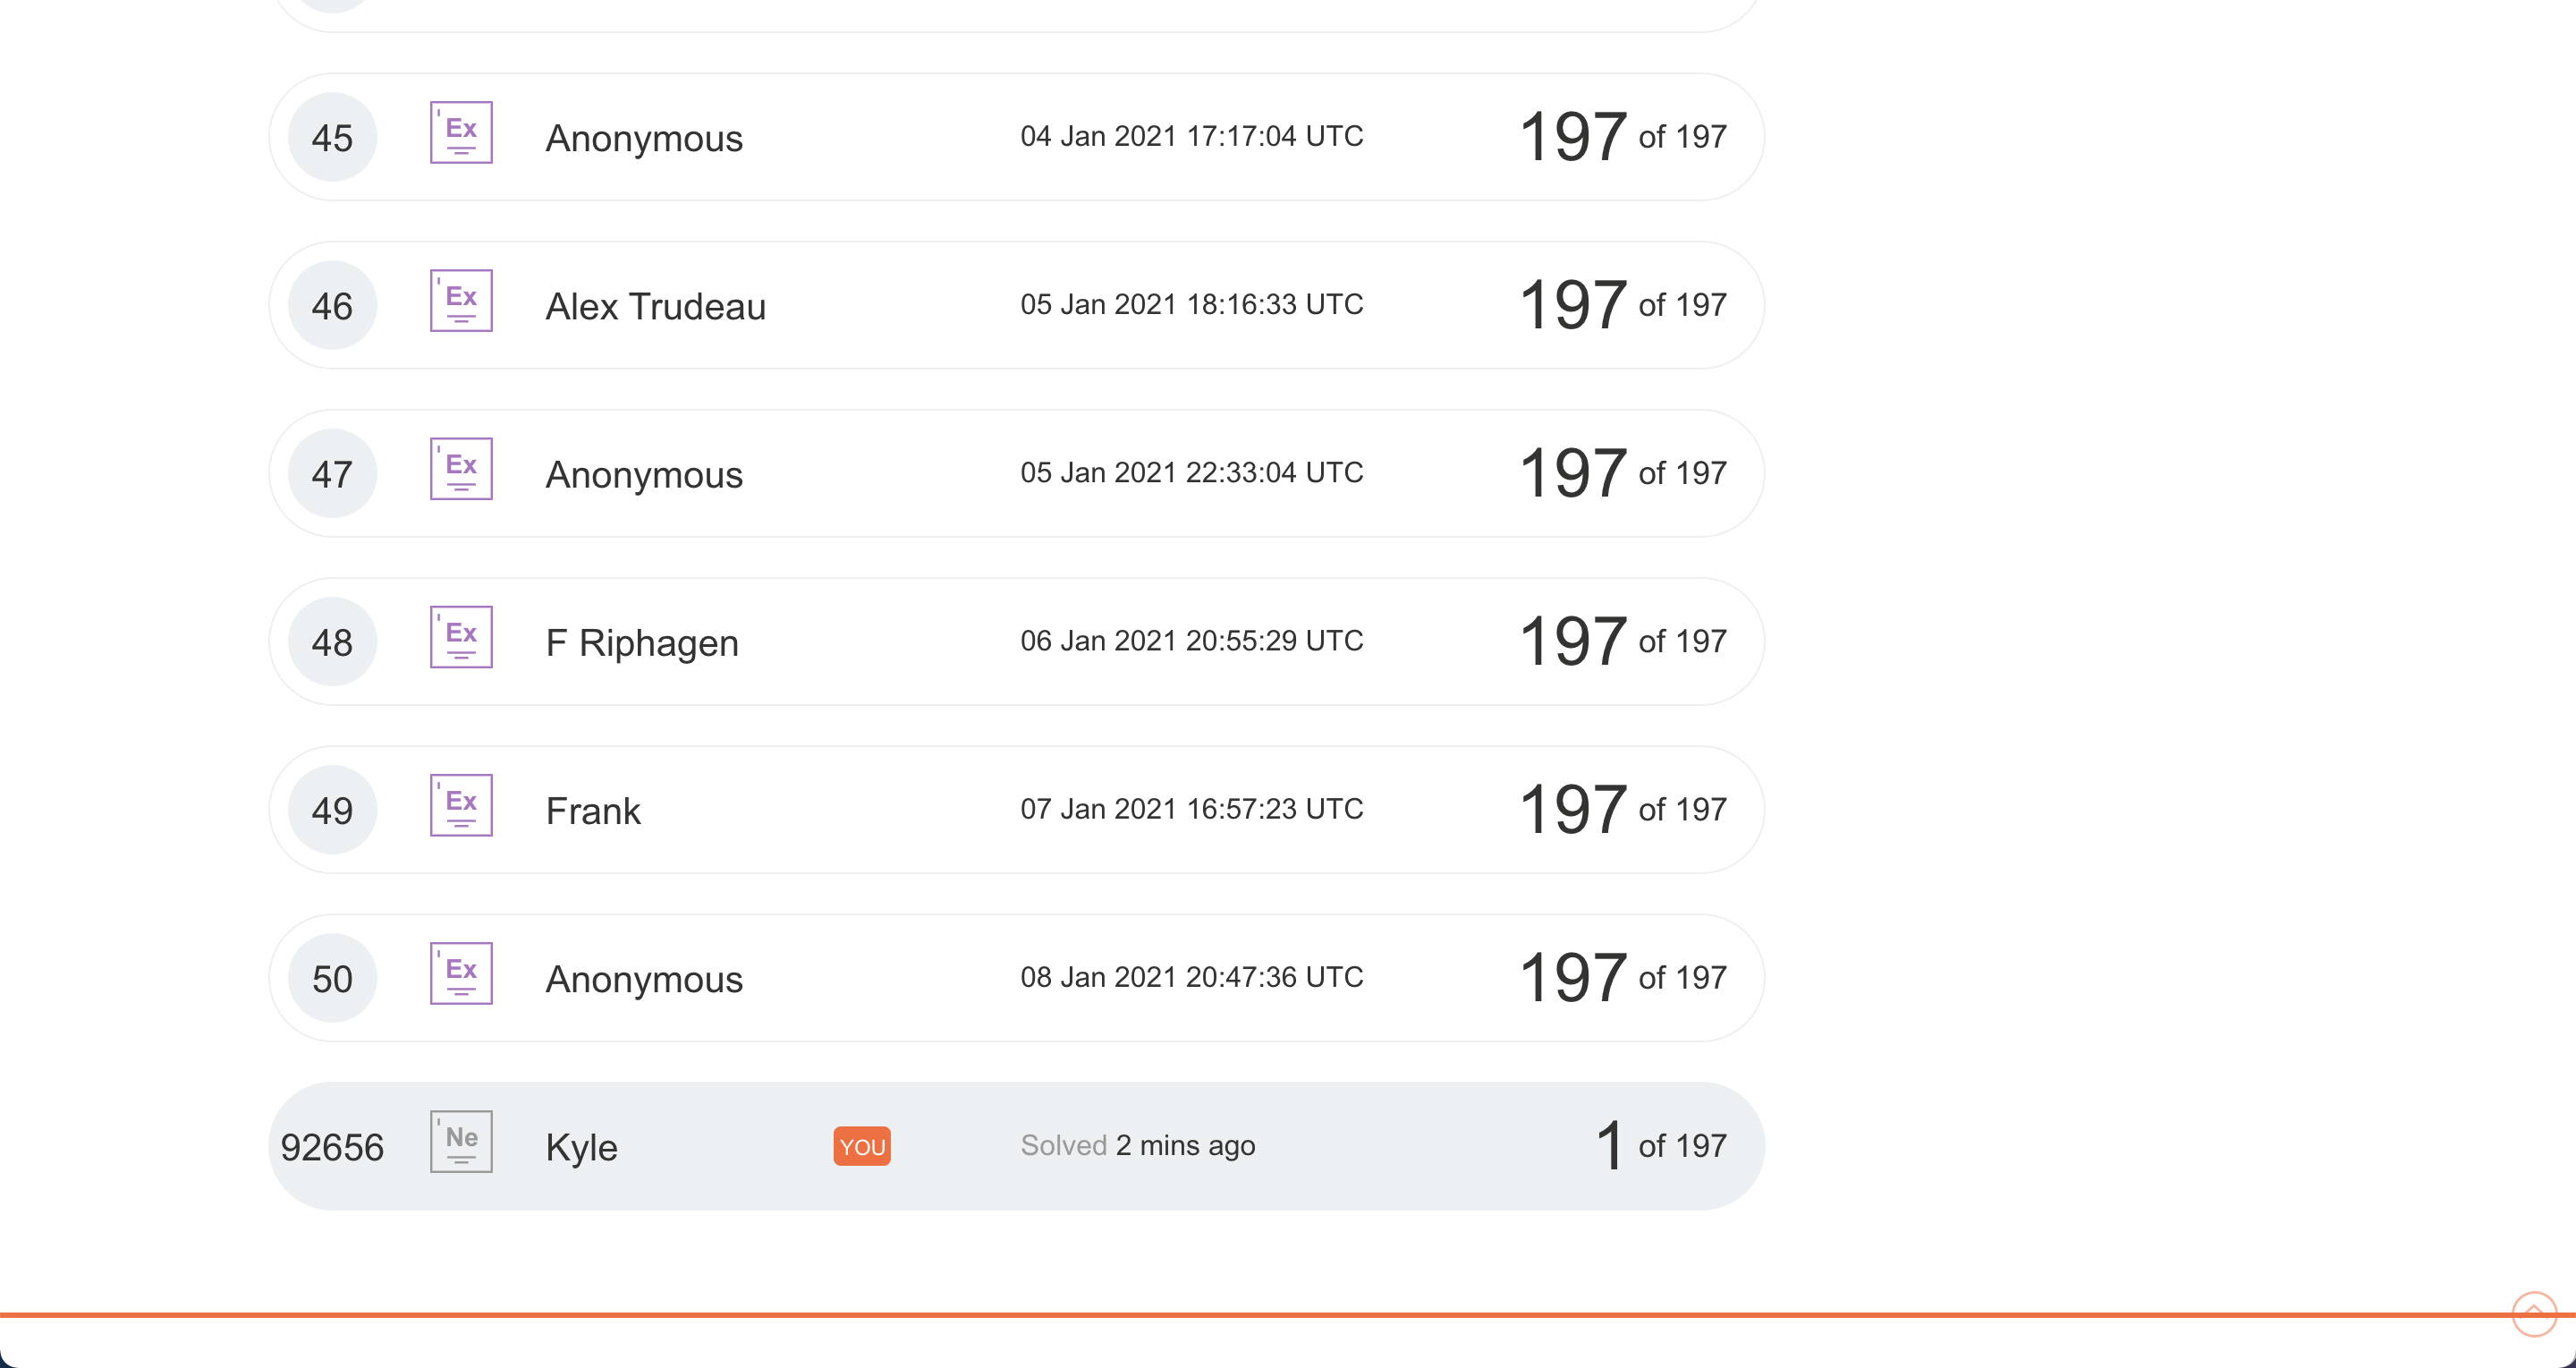 45 Ex Anonymous 04 Jan 2021 17:17:04 UTC 197 of 197
46 Ex Alex Trudeau 05 Jan 2021 18:16:33 UTC 197 of 197
47 Ex Anonymous 05 Jan 2021 22:33:04 UTC 197 of 197
48 Ex F Riphagen 06 Jan 2021 20:55:29 UTC 197 of 197
49 Ex Frank 07 Jan 2021 16:57:23 UTC 197 of 197
50 Ex Anonymous 08 Jan 2021 20:47:36 UTC 197 of 197
92656 Ne Kyle YOU Solved 2 mins ago 1 of 197